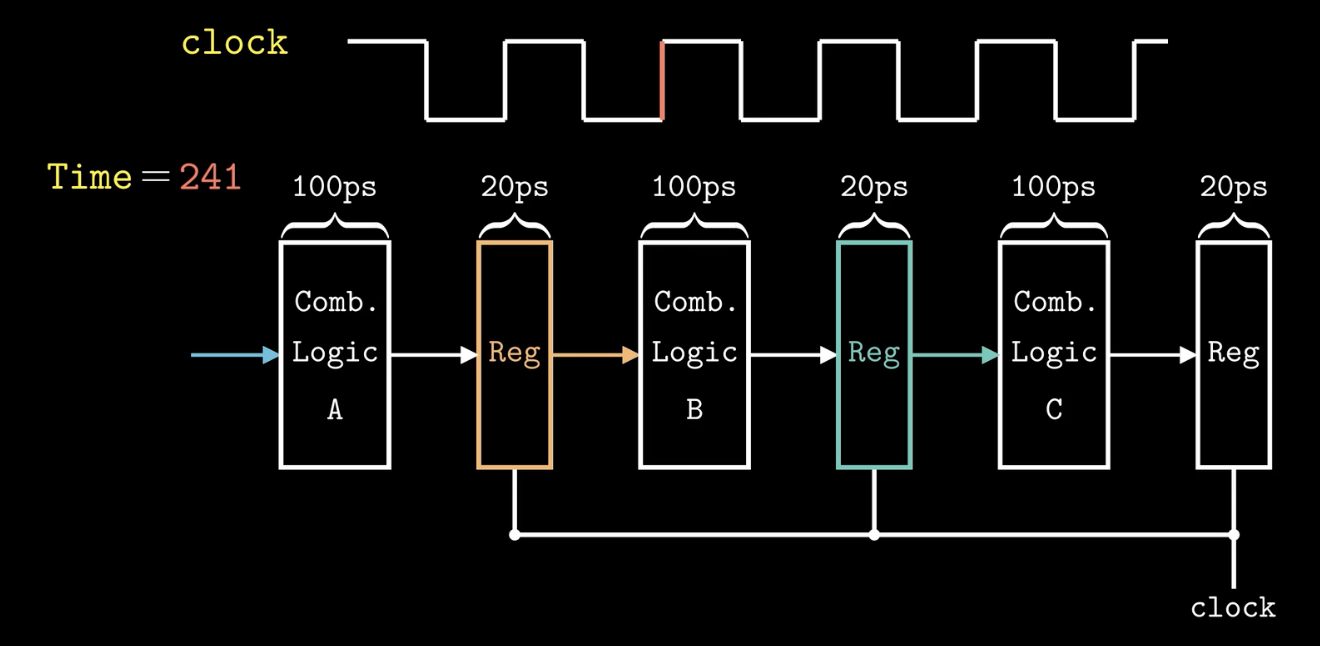 clock
Time = 241
100ps
20ps
100ps
20ps
100ps
20ps
Comb.
Logic
A
Reg
Comb.
Logic
B
Reg
Comb.
Logic
C
Reg
clock